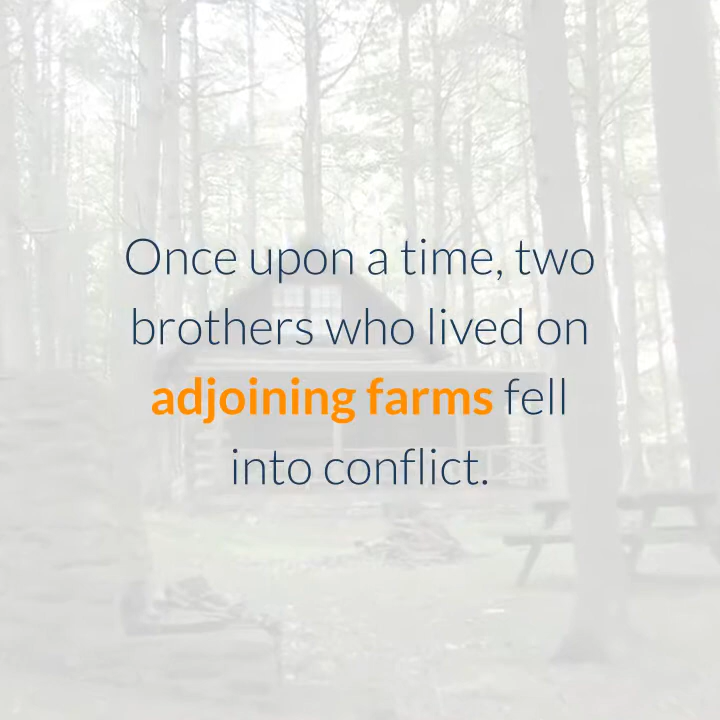 Once upon a time, two
brothers who lived on
adjoining farms fell
into conflict.